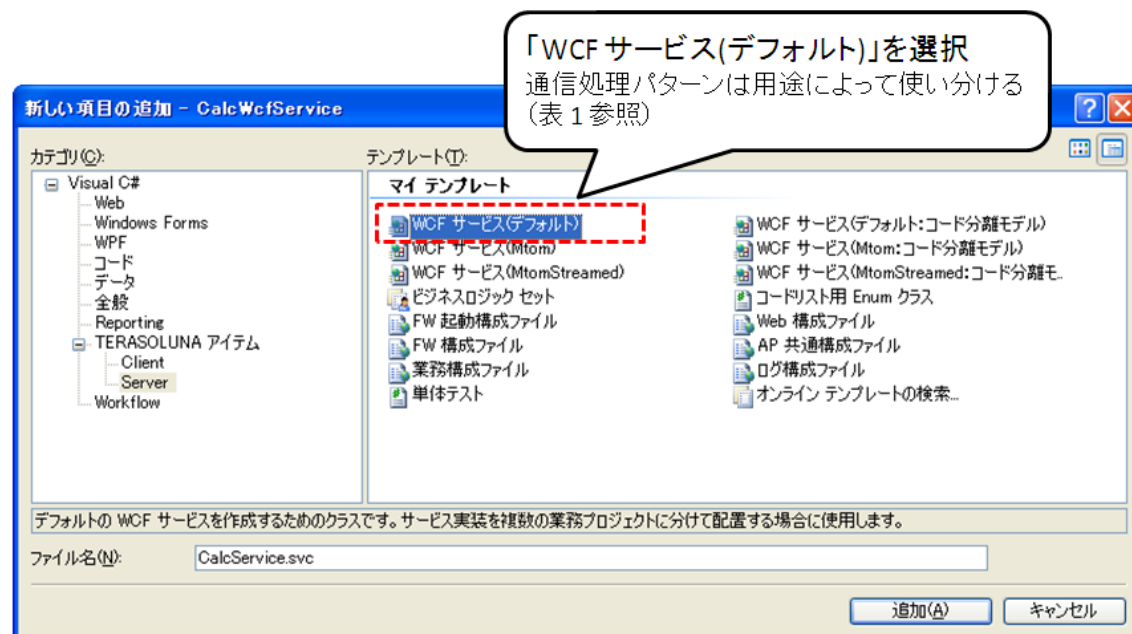 「WCF サービス(デフォルト)」を選択
通信処理パターンは用途によって使い分ける
(表 1 参照)
新しい項目の追加 - CalcWcfService
カテゴリ(C):
テンプレート(T):
Visual C#
Web
Windows Forms
WPF
コード
データ
全般
Reporting
TERASOLUNA アイテム
Client
Server
Workflow
マイ テンプレート
WCF サービス(デフォルト)
WCF サービス(Mtom)
WCF サービス(MtomStreamed)
ビジネスロジック セット
FW 起動構成ファイル
FW 構成ファイル
業務構成ファイル
単体テスト
WCF サービス(デフォルト:コード分離モデル)
WCF サービス(Mtom:コード分離モデル)
WCF サービス(MtomStreamed:コード分離モ...
コードリスト用 Enum クラス
Web 構成ファイル
AP 共通構成ファイル
ログ構成ファイル
オンライン テンプレートの検索...
デフォルトの WCF サービスを作成するためのクラスです。サービス実装を複数の業務プロジェクトに分けて配置する場合に使用します。
ファイル名(N):
CalcService.svc
追加(A)
キャンセル